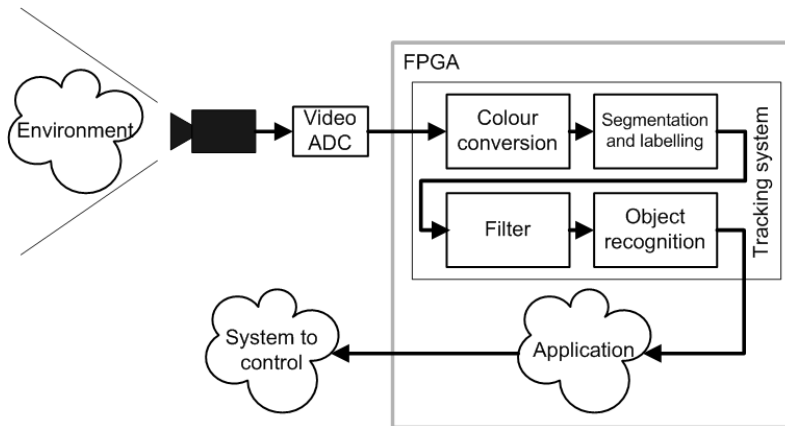 FPGA
Environment
Video
ADC
Colour
conversion
Segmentation
and labelling
Filter
Object
recognition
Tracking system
System to
control
Application